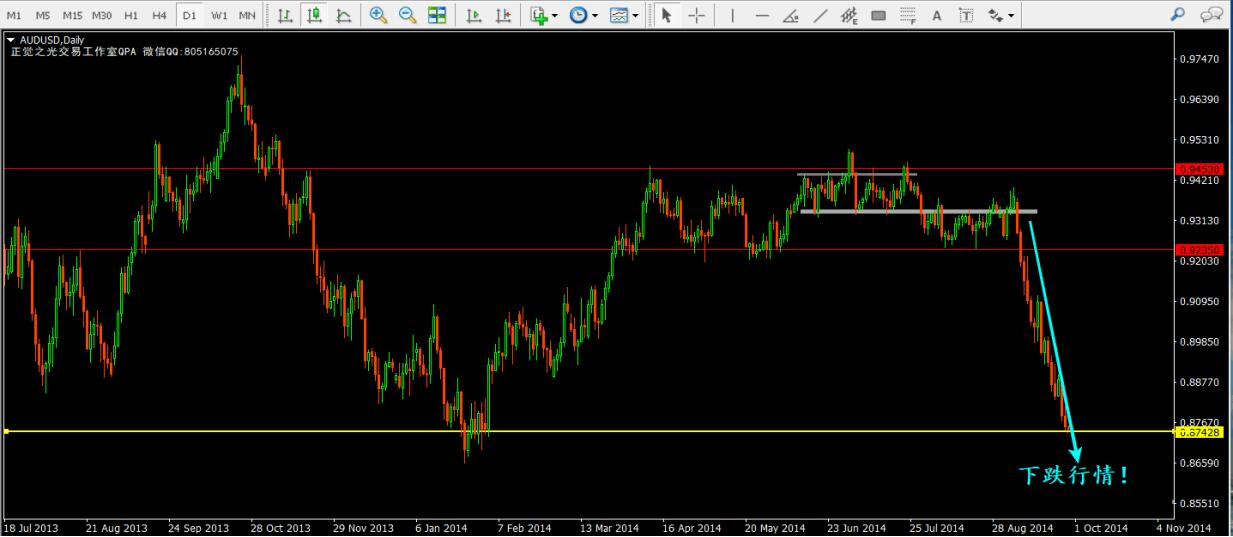 M1 M5 M15 M30 H1 H4 D1 W1 MN
A T
AUDUSD,Daily
正觉之光交易工作室QPA 微信QQ:805165075
0.97470
0.96390
0.95310
0.94530
0.94210
0.93130
0.92350
0.92030
0.90950
0.89850
0.88770
0.87670
0.87428
0.86590
下跌行情！
0.85510
18 Jul 2013 21 Aug 2013 24 Sep 2013 28 Oct 2013 29 Nov 2013 6 Jan 2014 7 Feb 2014 13 Mar 2014 16 Apr 2014 20 May 2014 23 Jun 2014 25 Jul 2014 28 Aug 2014 1 Oct 2014 4 Nov 2014